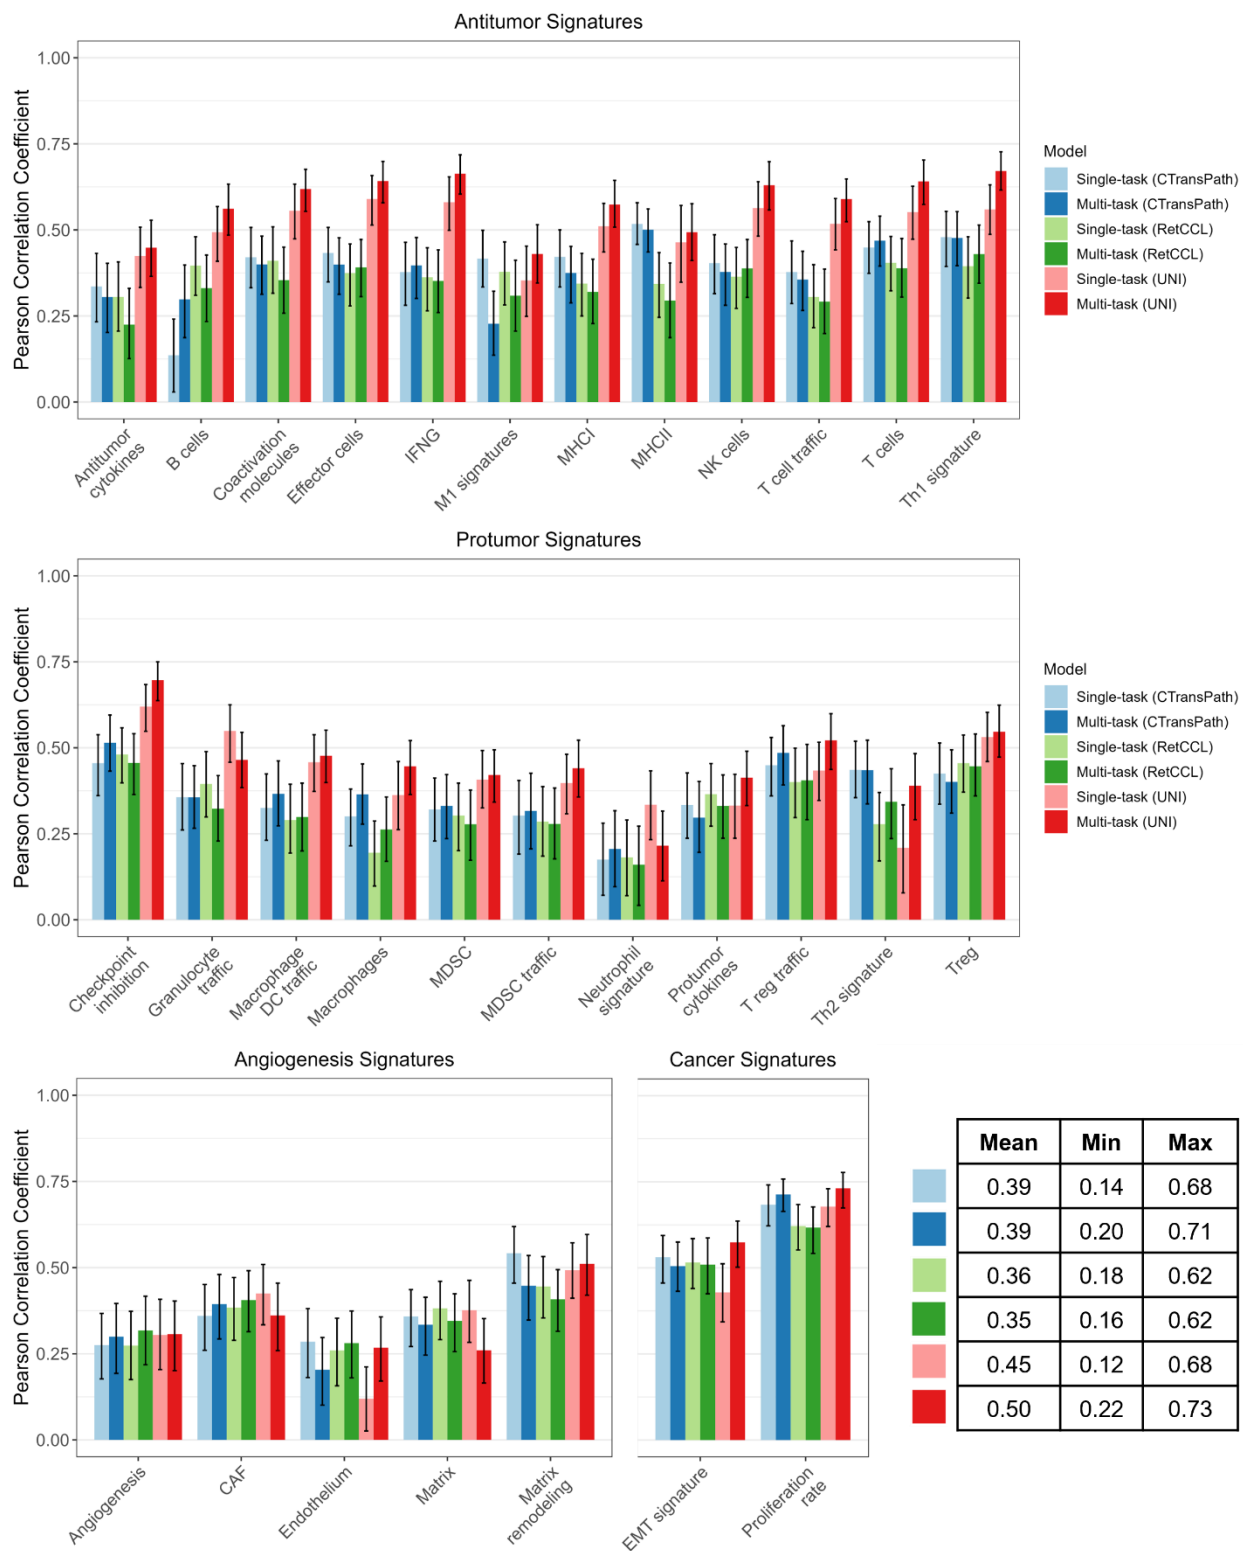 Antitumor Signatures
Pearson Correlation Coefficient
1.00
0.75
0.50
0.25
0.00
Antitumor
cytokines
B cells
Coactivation
molecules
Effector cells
IFNG
M1 signatures
MHCI
MHCII
NK cells
T cell traffic
T cells
Th1 signature
Model
Single-task (CTransPath)
Multi-task (CTransPath)
Single-task (RetCCL)
Multi-task (RetCCL)
Single-task (UNI)
Multi-task (UNI)
Protumor Signatures
Pearson Correlation Coefficient
1.00
0.75
0.50
0.25
0.00
Checkpoint
inhibition
Granulocyte
traffic
Macrophage
DC traffic
Macrophages
MDSC
MDSC traffic
Neutrophil
signature
Protumor
cytokines
T reg traffic
Th2 signature
Treg
Model
Single-task (CTransPath)
Multi-task (CTransPath)
Single-task (RetCCL)
Multi-task (RetCCL)
Single-task (UNI)
Multi-task (UNI)
Angiogenesis Signatures
Pearson Correlation Coefficient
1.00
0.75
0.50
0.25
0.00
Angiogenesis
CAF
Endothelium
Matrix
Matrix
remodeling
Cancer Signatures
EMT signature
Proliferation
rate
Mean Min Max
0.39 0.14 0.68
0.39 0.20 0.71
0.36 0.18 0.62
0.35 0.16 0.62
0.45 0.12 0.68
0.50 0.22 0.73